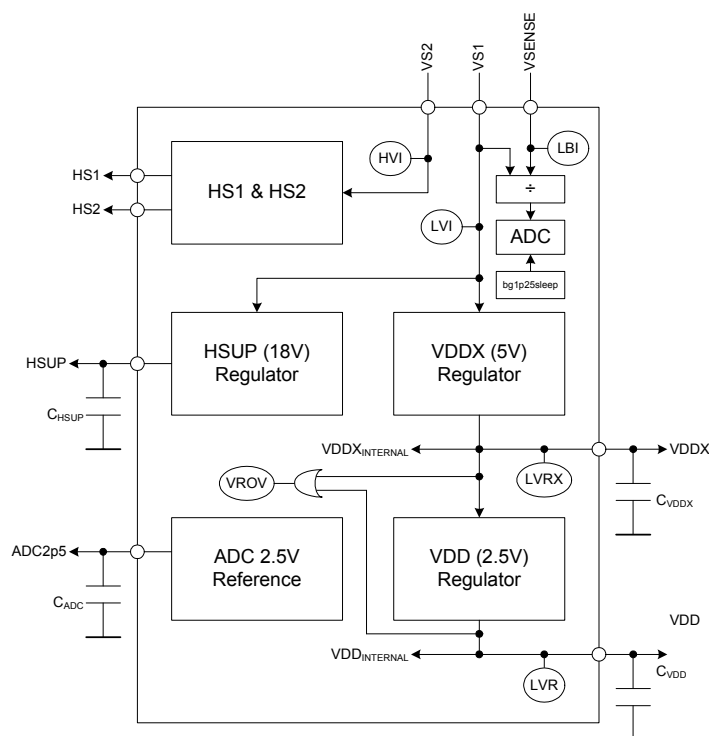 VS2
VS1
VSENSE
HS1
HS2
HS1 & HS2
HVI
LBI
÷
LVI
ADC
bg1p25sleep
HSUP
HSUP (18V)
Regulator
VDDX (5V)
Regulator
CHSUP
VDDXINTERNAL
VDDX
VROV
LVRX
CVDDX
ADC2p5
ADC 2.5V
Reference
VDD (2.5V)
Regulator
CADC
VDD
VDDINTERNAL
LVR
CVDD